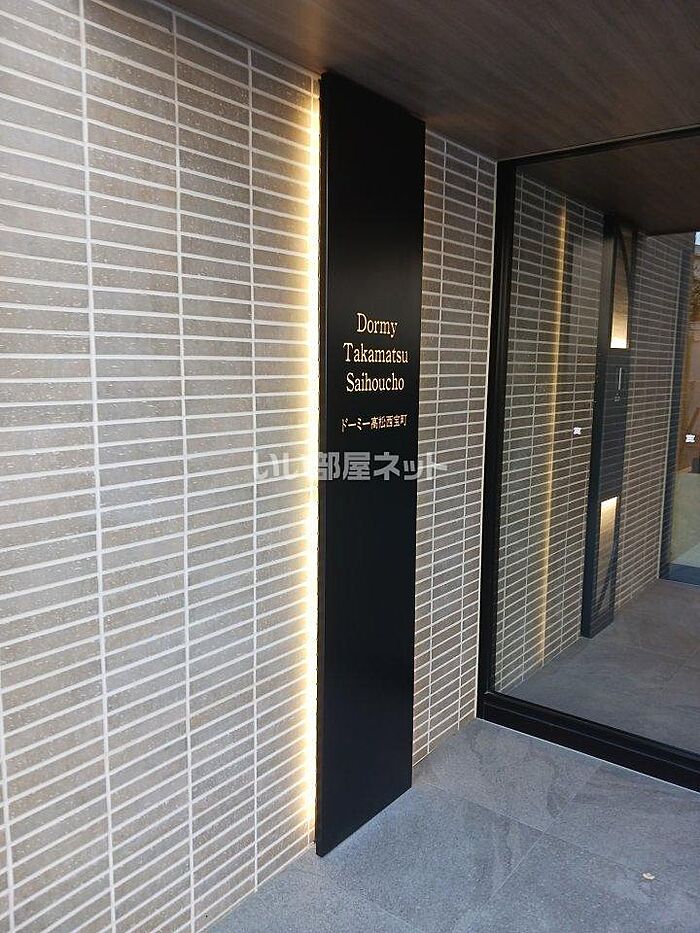 Dormy
Takamatsu
Saihoucho
ドーミー高松西宝町
いい部屋ネット